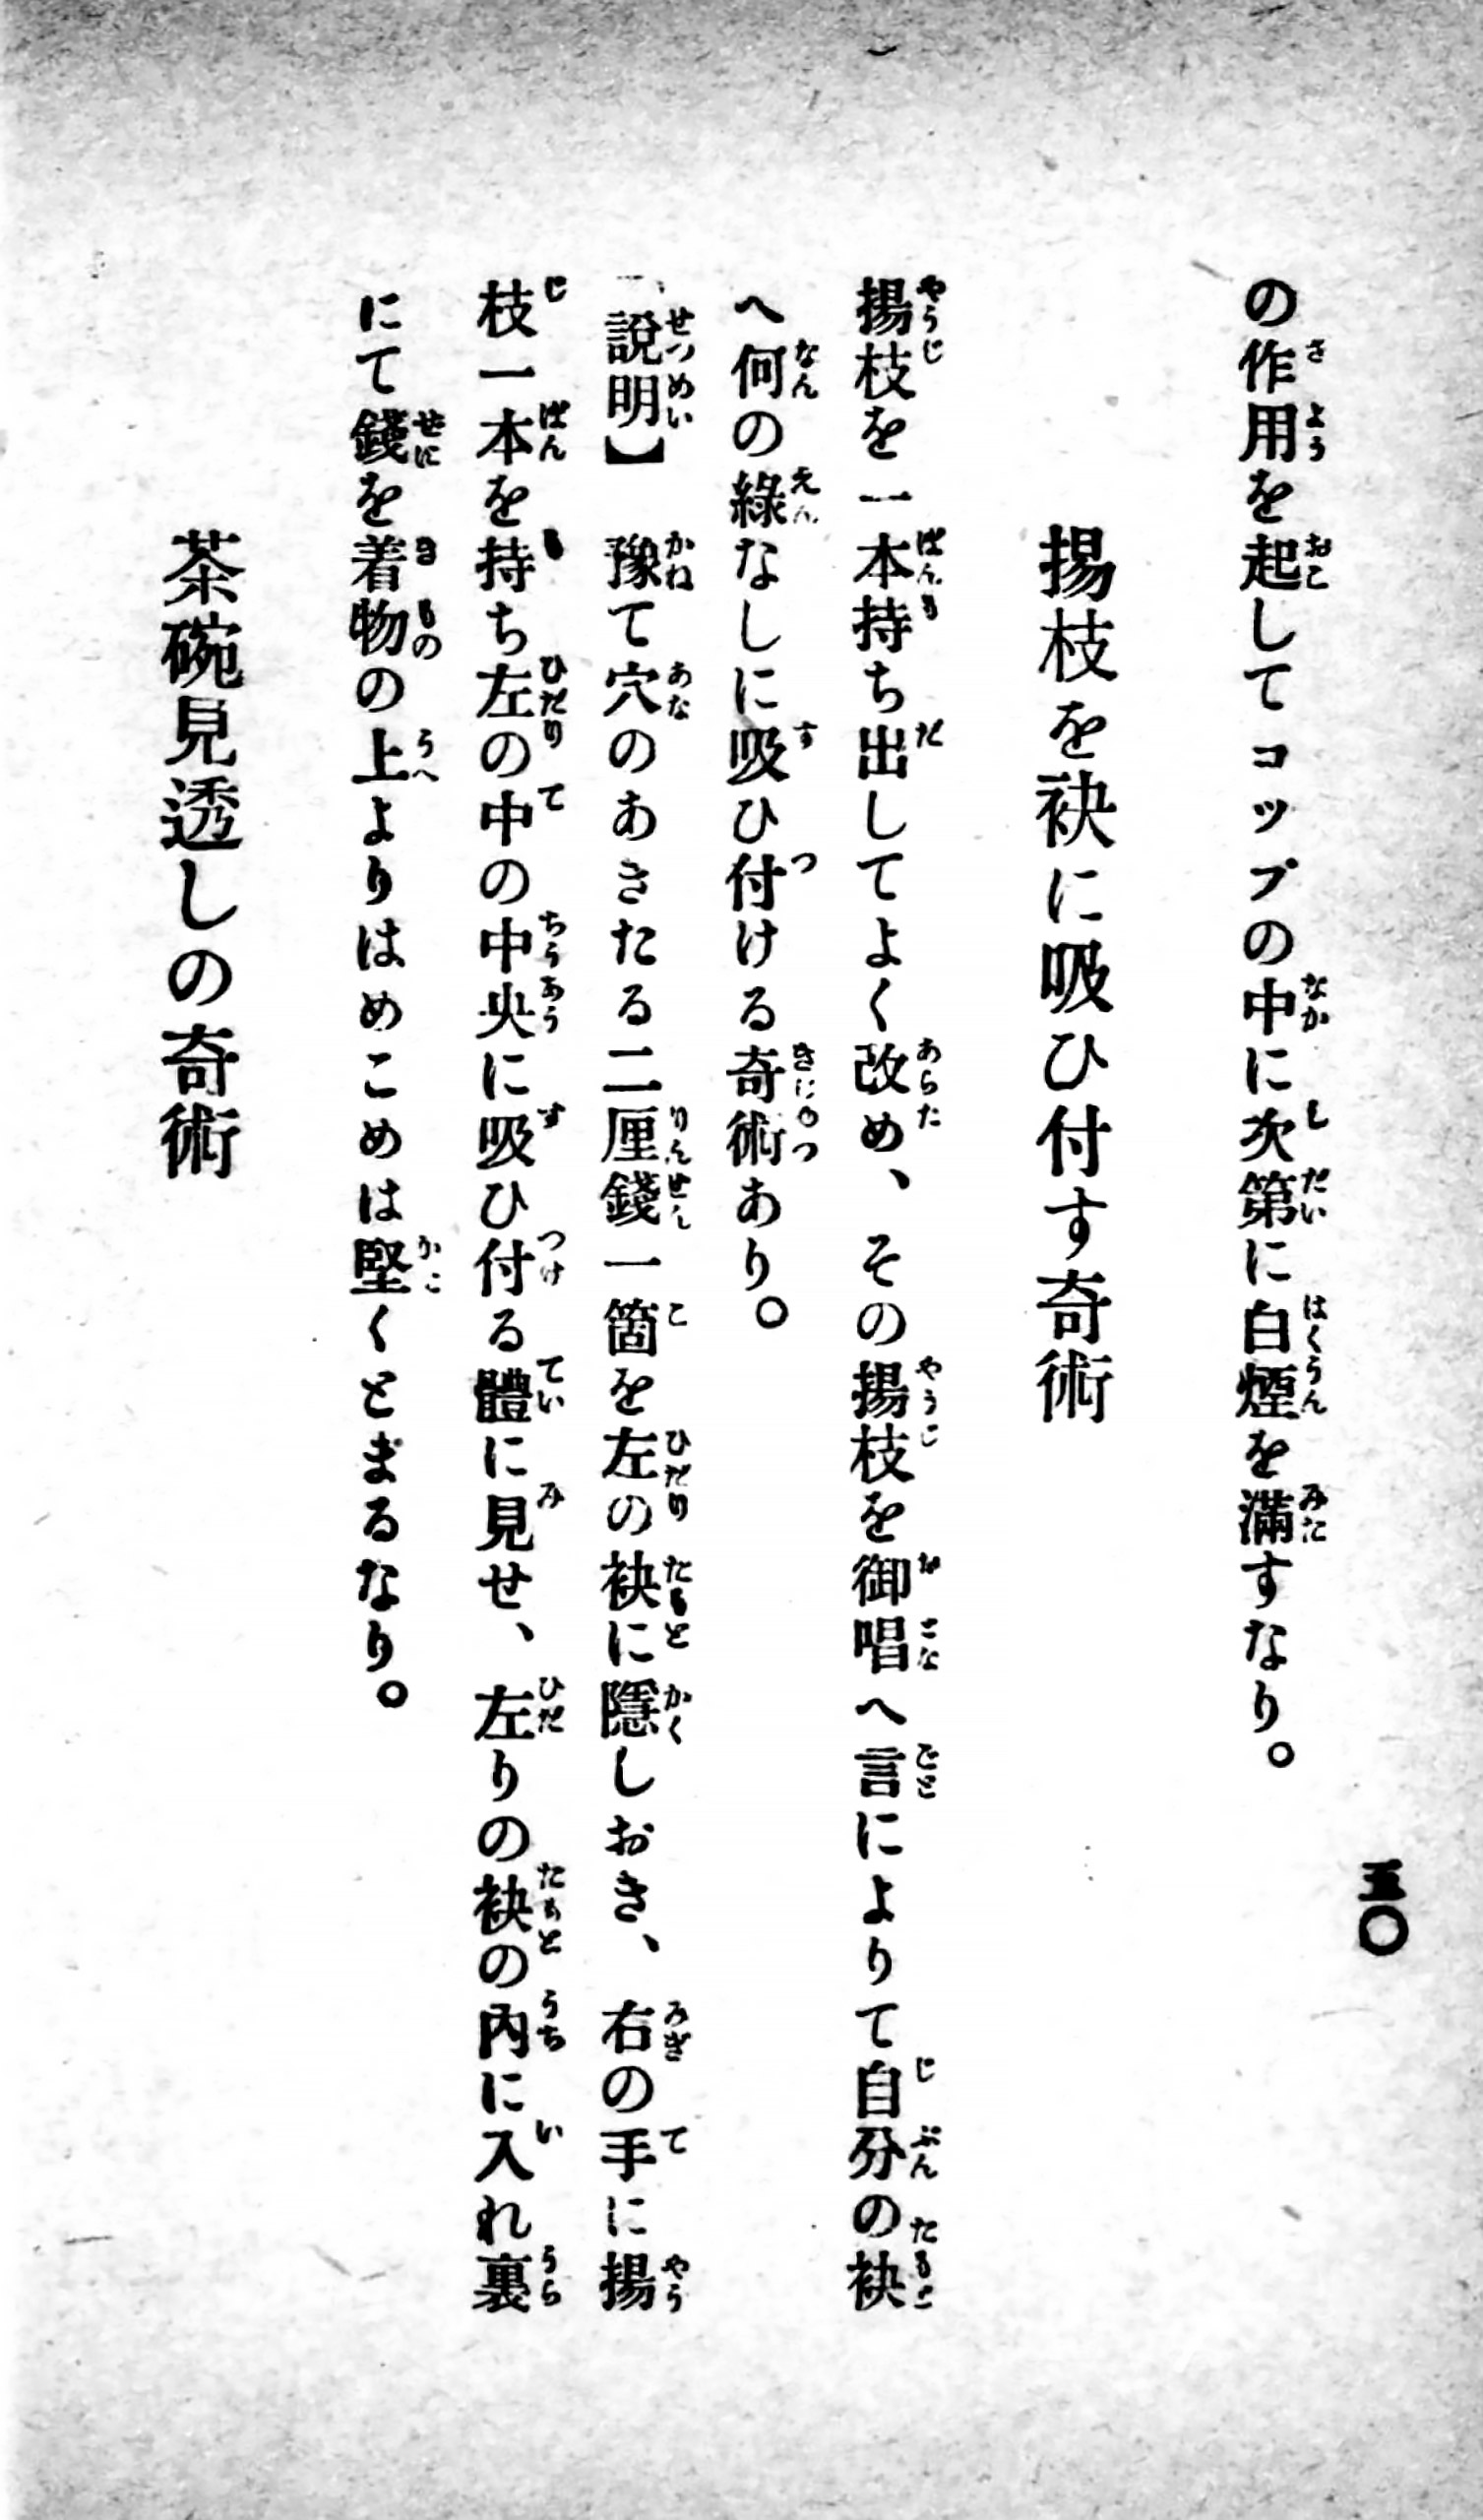 五〇
の作用を起してコップの中に次第に白煙を滿すなり。
揚枝を袂に吸ひ付す奇術
揚枝を一本持ち出してよく改め、その揚枝を御唱へ言によりて自分の袂
へ何の綠なしに吸ひ付ける奇術あり。
說明】　豫て穴のあきたる二厘錢一箇を左の袂に隱しおき、右の手に揚
枝一本を持ち左の中の中央に吸ひ付る體に見せ、左りの袂の內に入れ裏
にて錢を着物の上よりはめこめは堅くとまるなり。
茶碗見透しの奇術